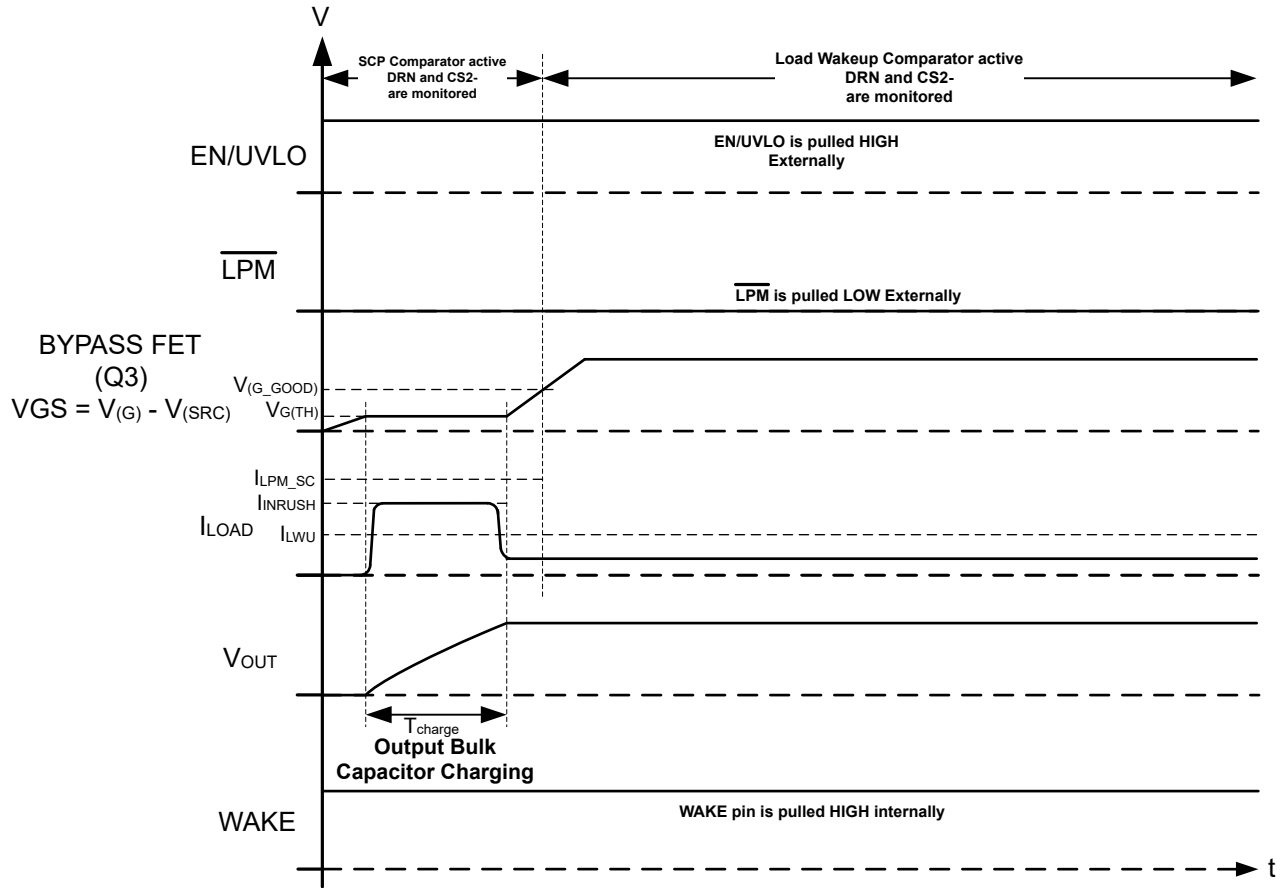 V
SCP Comparator active
DRN and CS2-
are monitored
Load Wakeup Comparator active
DRN and CS2-
are monitored
EN/UVLO
EN/UVLO is pulled HIGH
Externally
LPM
LPM is pulled LOW Externally
BYPASS FET
(Q3)
VGS = V(G) - V(SRC)
V(G_GOOD)
VG(TH)
ILPM_SC
IINRUSH
ILOAD
ILWU
VOUT
Tcharge
Output Bulk
Capacitor Charging
WAKE
WAKE pin is pulled HIGH internally
t